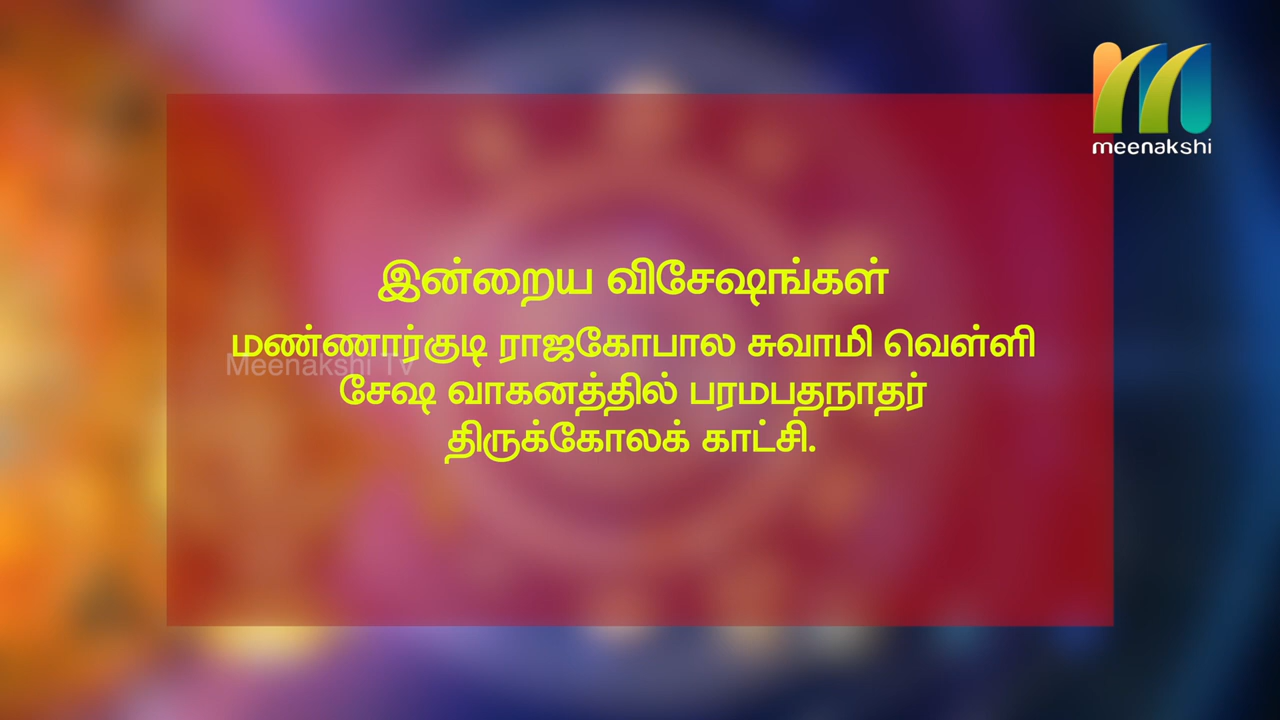 meenakshi
இன்றைய விசேஷங்கள்
மண்ணார்குடி ராஜகோபால சுவாமி வெள்ளி
Meenakshi TV
சேஷ வாகனத்தில் பரமபதநாதர்
திருக்கோலக் காட்சி.